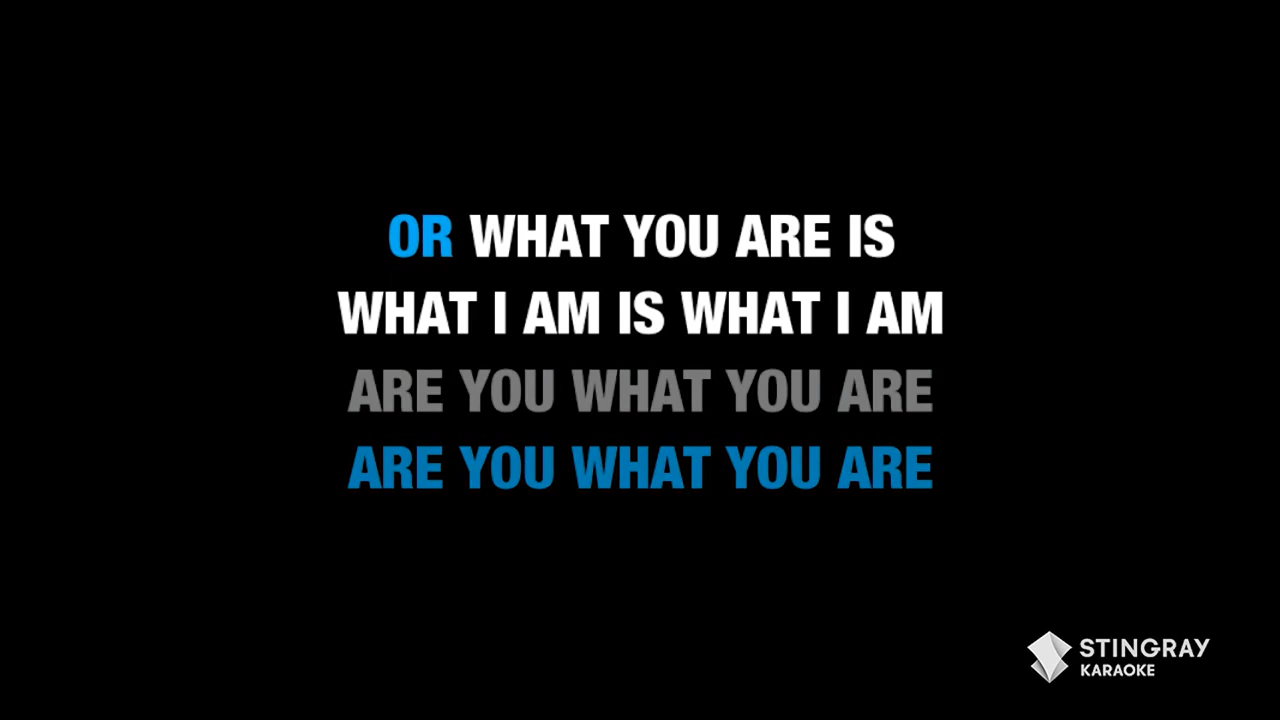 OR WHAT YOU ARE IS
WHAT I AM IS WHAT I AM
ARE YOU WHAT YOU ARE
ARE YOU WHAT YOU ARE
STINGRAY
KARAOKE